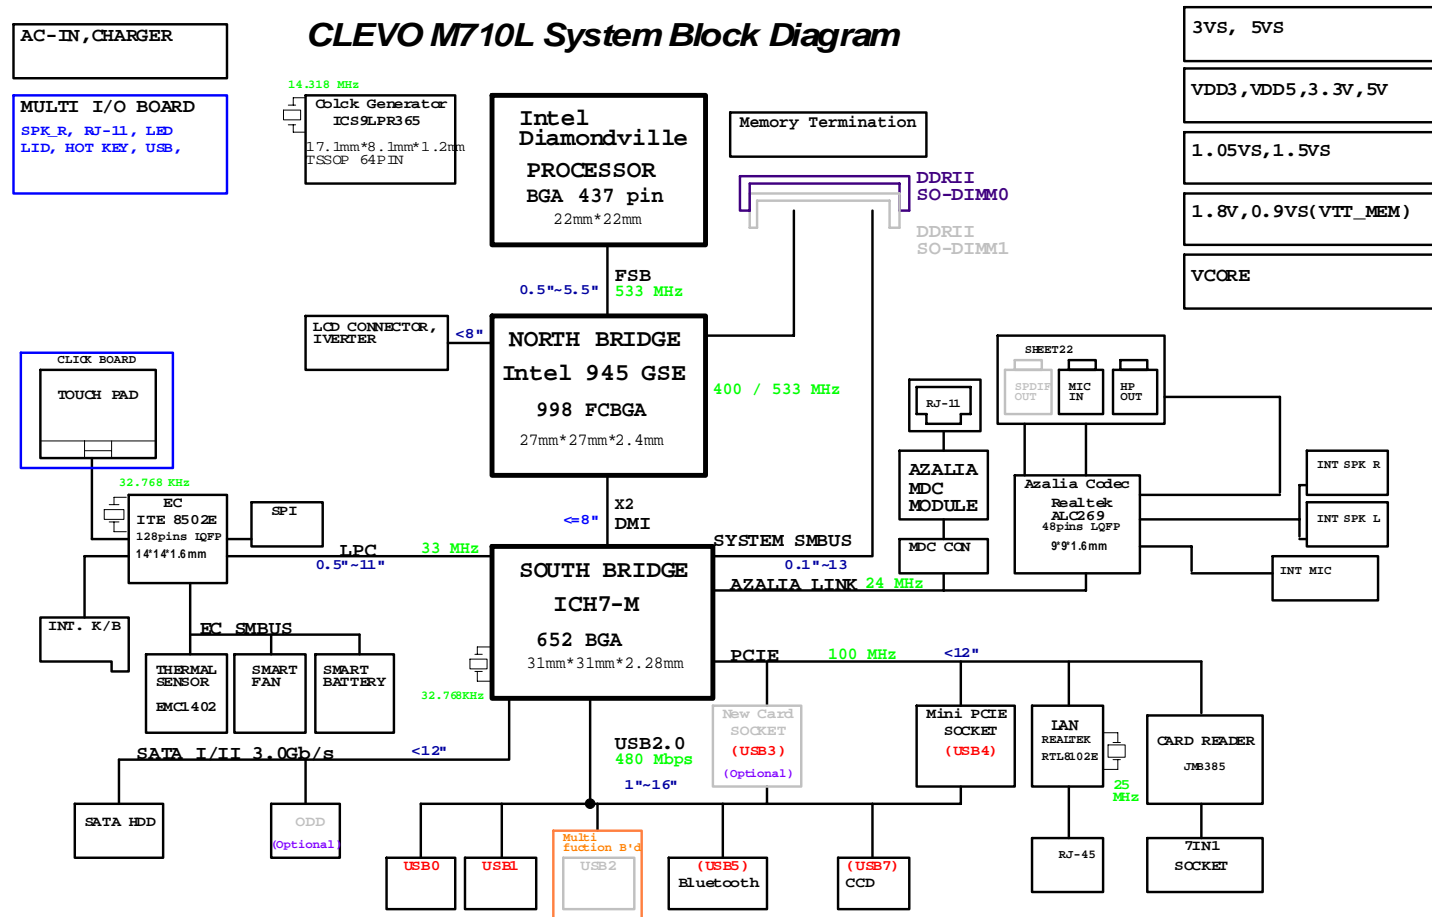 CLEVO M710L System Block Diagram
AC-IN,CHARGER
MULTI I/O BOARD
SPK_R, RJ-11, LED
LID, HOT KEY, USB,
14.318 MHz
Colck Generator
ICS9LPR365
17.1mm*8.1mm*1.2mm
TSSOP 64PIN
Intel
Diamondville
PROCESSOR
BGA 437 pin
22mm*22mm
Memory Termination
DDRII
SO-DIMM0
DDRII
SO-DIMM1
3VS, 5VS
VDD3,VDD5,3.3V,5V
1.05VS,1.5VS
1.8V,0.9VS(VTT_MEM)
VCORE
FSB
0.5"~5.5"
533 MHz
LCD CONNECTOR,
IVERTER
<8"
NORTH BRIDGE
Intel 945 GSE
998 FCBGA
27mm*27mm*2.4mm
400 / 533 MHz
CLICK BOARD
TOUCH PAD
SHEET22
SPDIF
OUT
MIC
IN
HP
OUT
RJ-11
AZALIA
MDC
MODULE
MDC CON
Azalia Codec
Realtek
ALC269
48pins LQFP
9*9*1.6mm
INT SPK R
INT SPK L
INT MIC
32.768 KHz
EC
ITE 8502E
128pins LQFP
14*14*1.6mm
SPI
X2
<=8"
DMI
LPC
33 MHz
0.5"~11"
SYSTEM SMBUS
0.1"~13
AZALIA LINK 24 MHz
SOUTH BRIDGE
ICH7-M
652 BGA
31mm*31mm*2.28mm
32.768KHz
INT. K/B
EC SMBUS
THERMAL
SENSOR
EMC1402
SMART
FAN
SMART
BATTERY
PCIE
100 MHz
<12"
New Card
SOCKET
(USB3)
(Optional)
Mini PCIE
SOCKET
(USB4)
LAN
REALTEK
RTL8102E
25
MHz
CARD READER
JMB385
SATA I/II 3.0Gb/s
<12"
USB2.0
480 Mbps
1"~16"
SATA HDD
ODD
(Optional)
USB0
USB1
Multi
fuction B'd
USB2
(USB5)
Bluetooth
(USB7)
CCD
RJ-45
7IN1
SOCKET